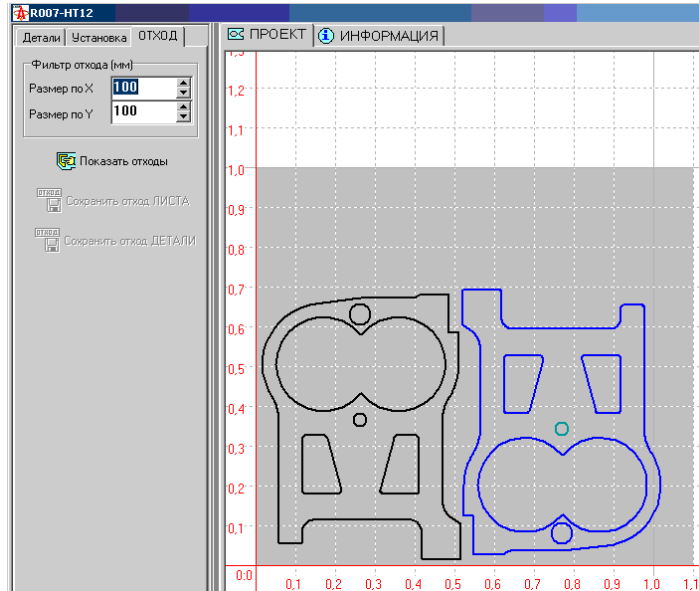 R007-HT12
Детали Установка ОТХОД
ПРОЕКТ ИНФОРМАЦИЯ
Фильтр отхода (мм)
Размер по X 100
Размер по Y 100
Показать отходы
ОТХОД
Сохранить отход ЛИСТА
ОТХОД
Сохранить отход ДЕТАЛИ
1,3
1,2
1,1
1,0
0,9
0,8
0,7
0,6
0,5
0,4
0,3
0,2
0,1
0:0
0,1 0,2 0,3 0,4 0,5 0,6 0,7 0,8 0,9 1,0 1,1